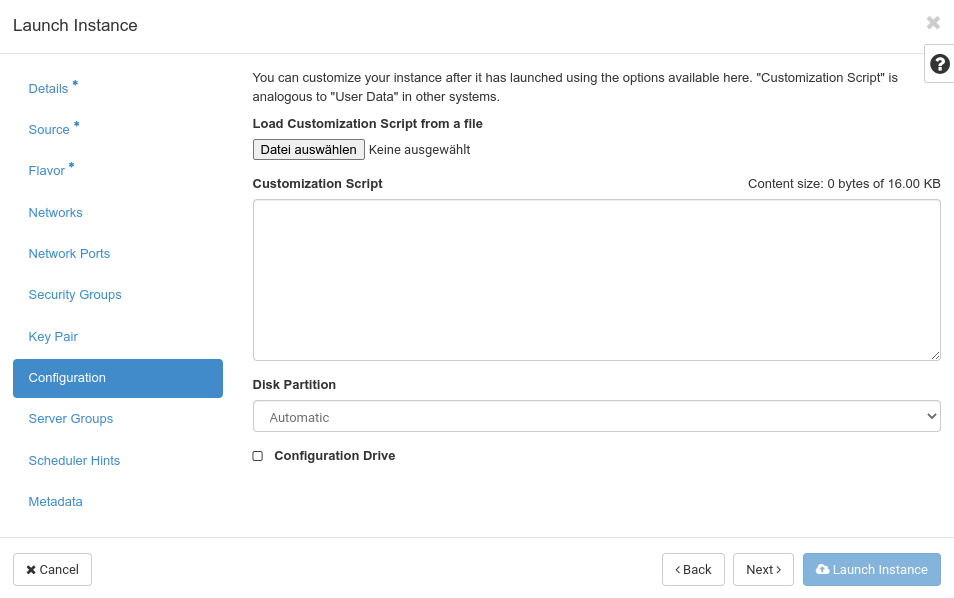 Launch Instance
Details *
Source *
Flavor *
Networks
Network Ports
Security Groups
Key Pair
Configuration
Server Groups
Scheduler Hints
Metadata
You can customize your instance after it has launched using the options available here. "Customization Script" is
analogous to "User Data" in other systems.
Load Customization Script from a file
Datei auswählen Keine ausgewählt
Customization Script Content size: 0 bytes of 16.00 KB
Disk Partition
Automatic
Configuration Drive
Cancel
Back
Next
Launch Instance